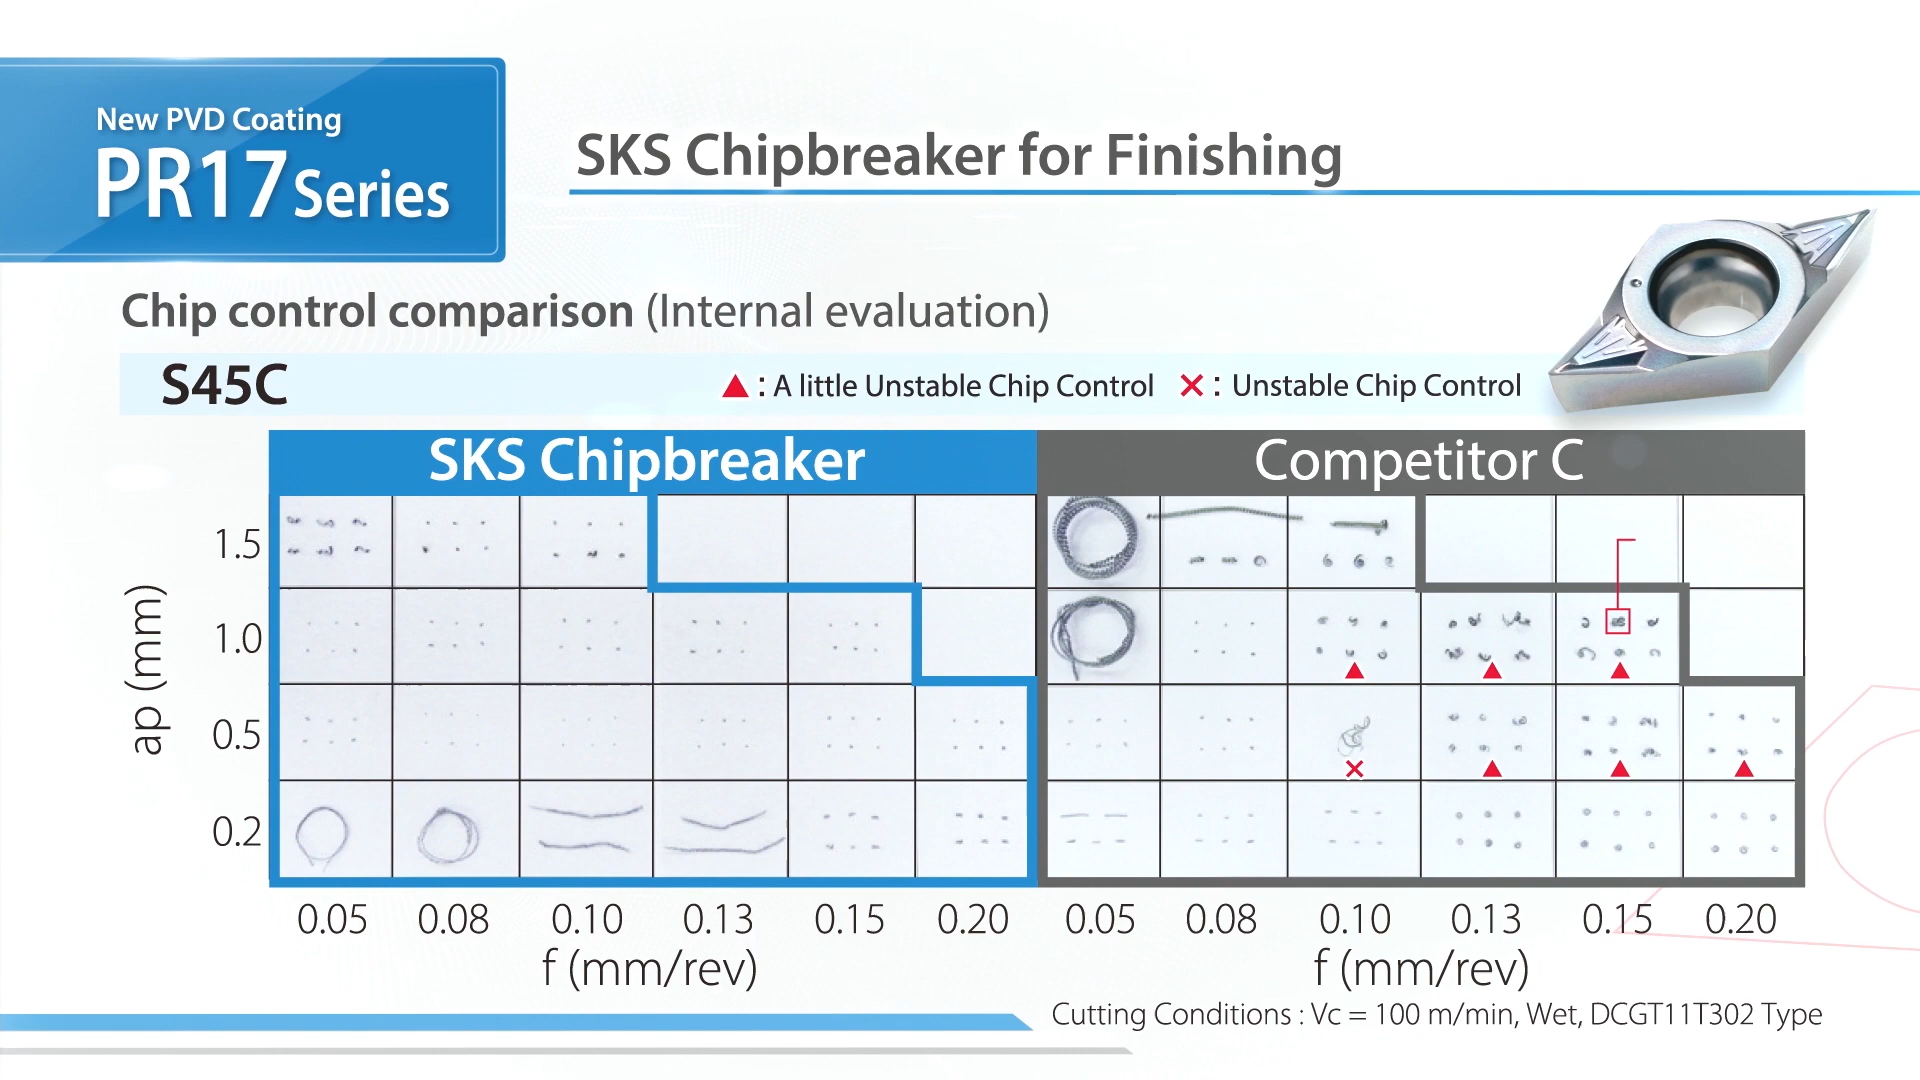 New PVD Coating
PR17 Series
SKS Chipbreaker for Finishing
Chip control comparison (Internal evaluation)
S45C
▲ : A little Unstable Chip Control × : Unstable Chip Control
SKS Chipbreaker Competitor C
ap (mm)
1.5
1.0
0.5
0.2
0.05 0.08 0.10 0.13 0.15 0.20 0.05 0.08 0.10 0.13 0.15 0.20
f (mm/rev) f (mm/rev)
Cutting Conditions : Vc = 100 m/min, Wet, DCGT11T302 Type